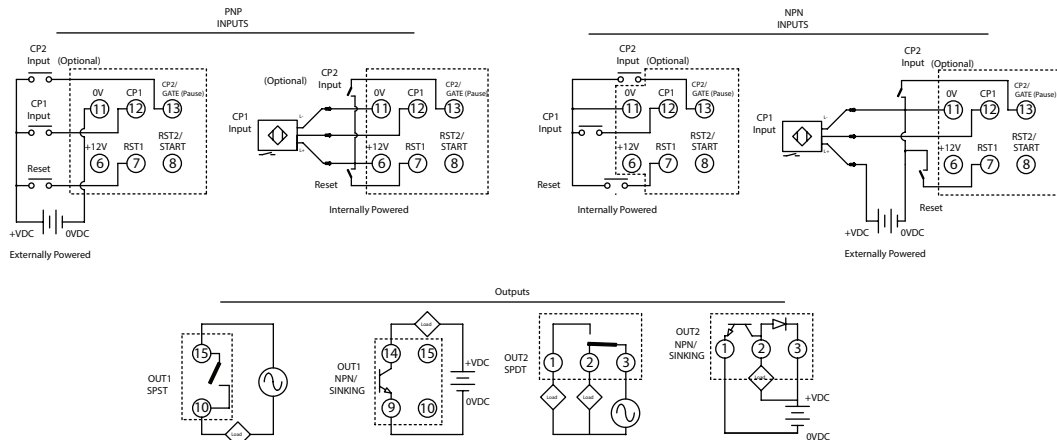 PNP
INPUTS
CP2
Input
(Optional)
0V
CP1
CP2/
GATE (Pause)
11
12
13
CP1
Input
+12V
RST1
RST2/
START
6
7
8
Reset
+VDC
0VDC
Externally Powered
(Optional)
CP2
Input
0V
CP1
CP2/
GATE (Pause)
11
12
13
CP1
Input
L-
L+
+12V
RST1
RST2/
START
6
7
8
Reset
Internally Powered
NPN
INPUTS
CP2
Input
(Optional)
0V
CP1
CP2/
GATE (Pause)
11
12
13
CP1
Input
+12V
RST1
RST2/
START
6
7
8
Reset
Internally Powered
CP2
Input
(Optional)
0V
CP1
CP2/
GATE (Pause)
11
12
13
CP1
Input
L-
L+
+12V
RST1
RST2/
START
6
7
8
Reset
+VDC
0VDC
Externally Powered
Outputs
15
OUT1
SPST
10
Load
Load
14
15
OUT1
NPN/
SINKING
9
10
+VDC
0VDC
OUT2
SPDT
1
2
3
Load
Load
OUT2
NPN/
SINKING
1
2
3
Load
+VDC
0VDC